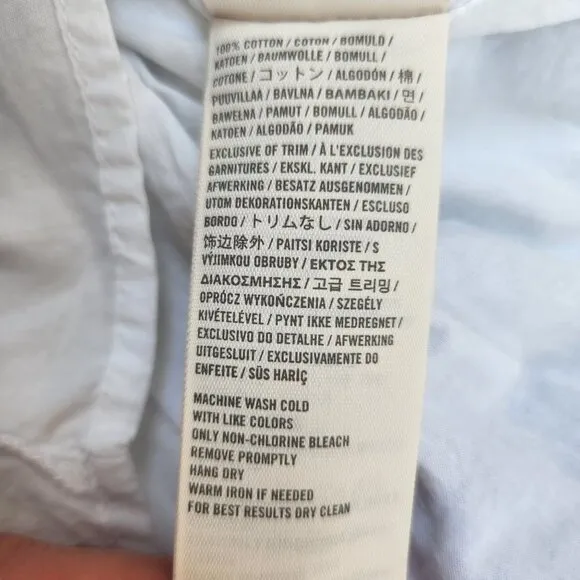 100% COTTON / COTON / BOMULD /
KATOEN / BAUMWOLLE / BOMULL /
COTONE / コットン / ALGODÓN / 棉 /
PUUVILLAA / BAVLNA / BAMBAKI / 면 /
BAWEŁNA / PAMUT / BOMULL / ALGODÃO /
KATOEN / ALGODÃO / PAMUK
EXCLUSIVE OF TRIM / À L'EXCLUSION DES
GARNITURES / EKSKL. KANT / EXCLUSIEF
AFWERKING / BESATZ AUSGENOMMEN /
UTOM DEKORATIONSKANTEN / ESCLUSO
BORDO / トリムなし / SIN ADORNO /
饰边除外 / PAITSI KORISTE / S
VÝJIMKOU OBRUBY / ΕΚΤΟΣ ΤΗΣ
ΔΙΑΚΟΣΜΗΣΗΣ / 고급 트리밍 /
OPRÓCZ WYKOŃCZENIA / SZEGÉLY
KIVÉTELÉVEL / PYNT IKKE MEDREGNET /
EXCLUSIVO DO DETALHE / AFWERKING
UITGESLUIT / EXCLUSIVAMENTE DO
ENFEITE / SÜS HARİÇ
MACHINE WASH COLD
WITH LIKE COLORS
ONLY NON-CHLORINE BLEACH
REMOVE PROMPTLY
HANG DRY
WARM IRON IF NEEDED
FOR BEST RESULTS DRY CLEAN